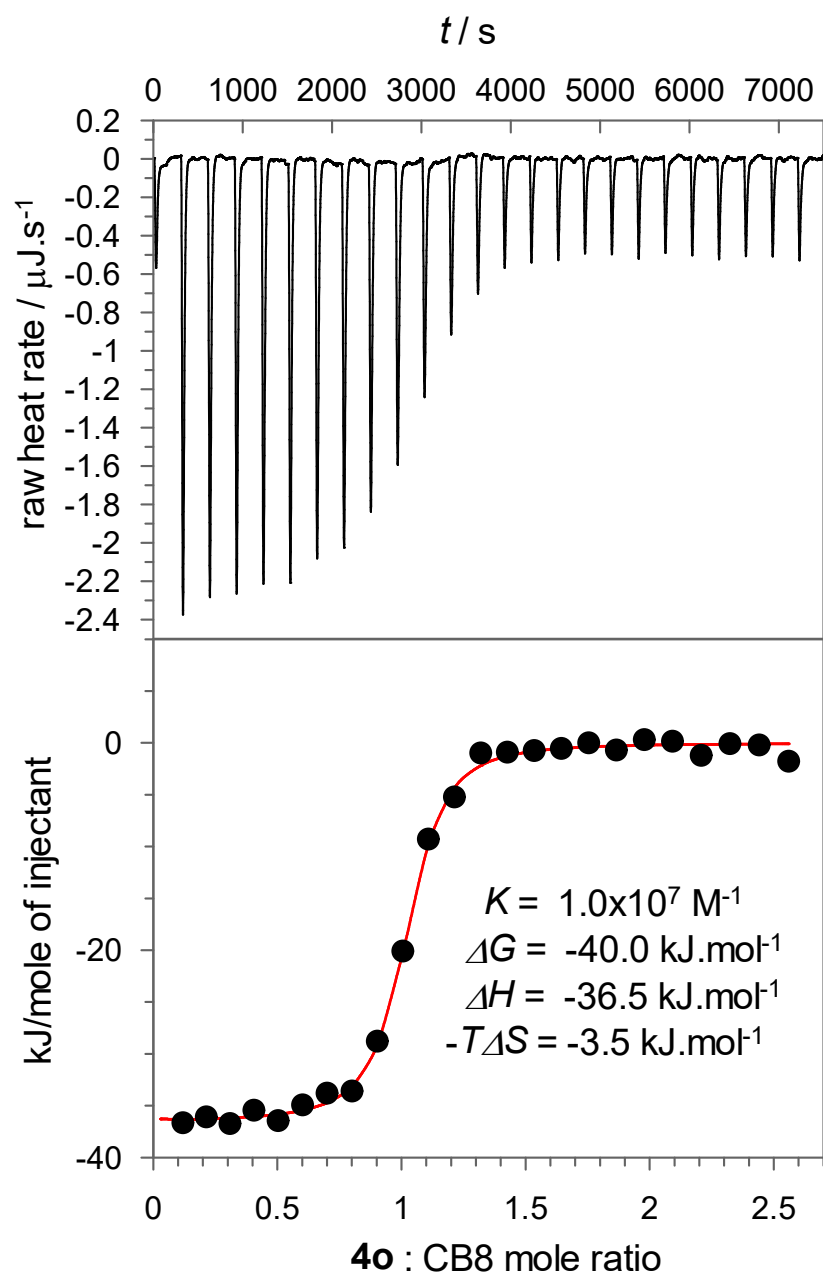 t / s
0 1000 2000 3000 4000 5000 6000 7000
0.2
0
-0.2
-0.4
-0.6
-0.8
-1
-1.2
-1.4
-1.6
-1.8
-2
-2.2
-2.4
raw heat rate / μJ.s⁻¹
0
-20
-40
kJ/mole of injectant
K = 1.0x10⁷ M⁻¹
ΔG = -40.0 kJ.mol⁻¹
ΔH = -36.5 kJ.mol⁻¹
-TΔS = -3.5 kJ.mol⁻¹
0 0.5 1 1.5 2 2.5
4o : CB8 mole ratio